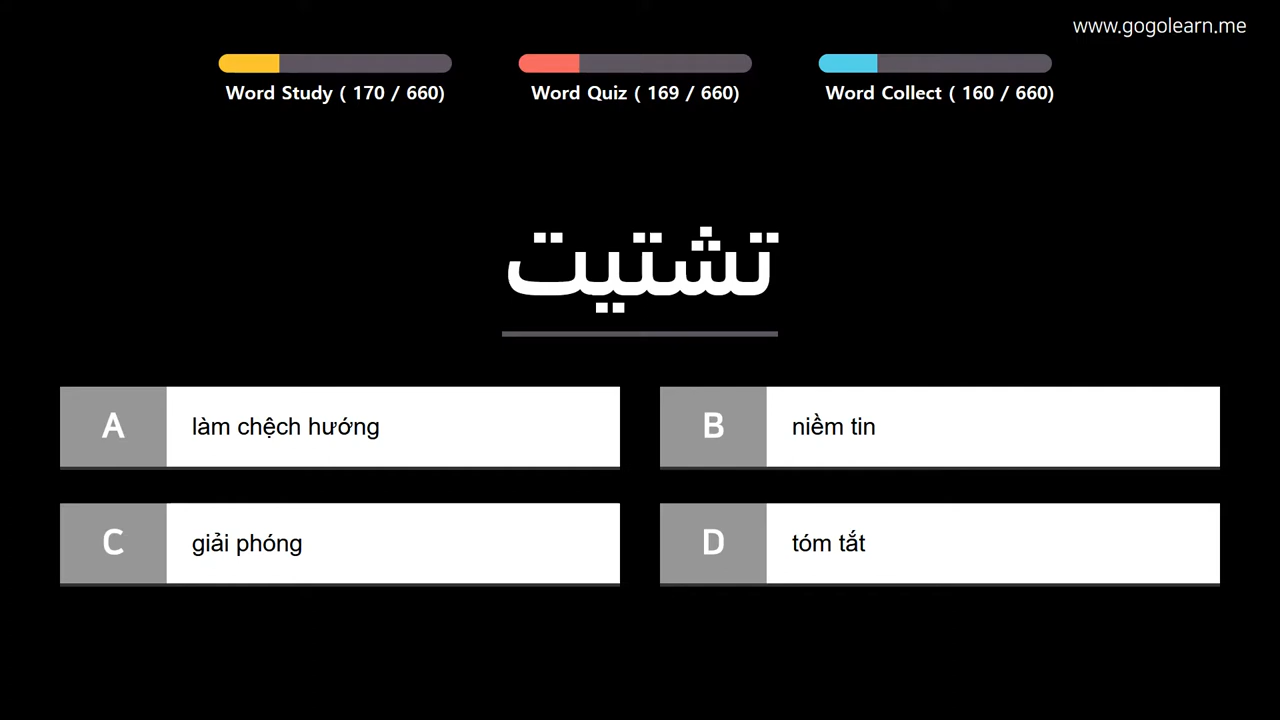 www.gogolearn.me
Word Study ( 170 / 660)
Word Quiz ( 169 / 660)
Word Collect ( 160 / 660)
تشتيت
A
làm chệch hướng
B
niềm tin
C
giải phóng
D
tóm tắt